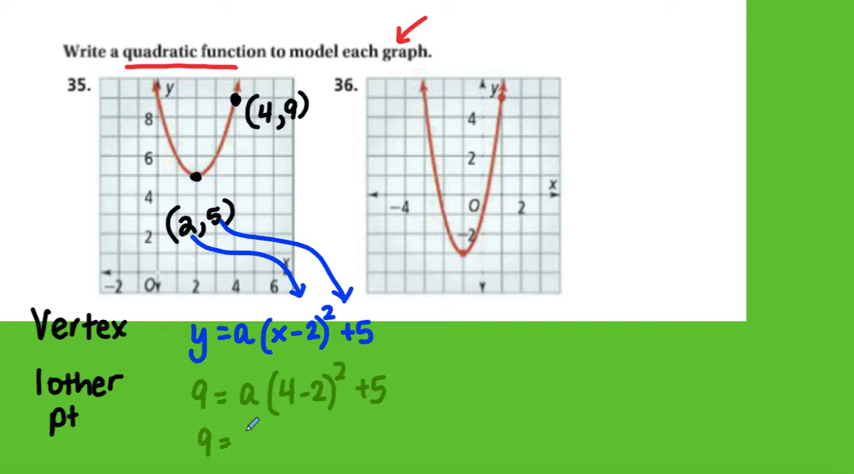 Write a quadratic function to model each graph.
35.
y
8
6
4
2
-2
O
2
4
6
x
(4,9)
(2,5)
36.
y
4
2
x
-4
O
2
-2
Vertex
y=a(x-2)²+5
1 other
pt
9=a(4-2)²+5
9=